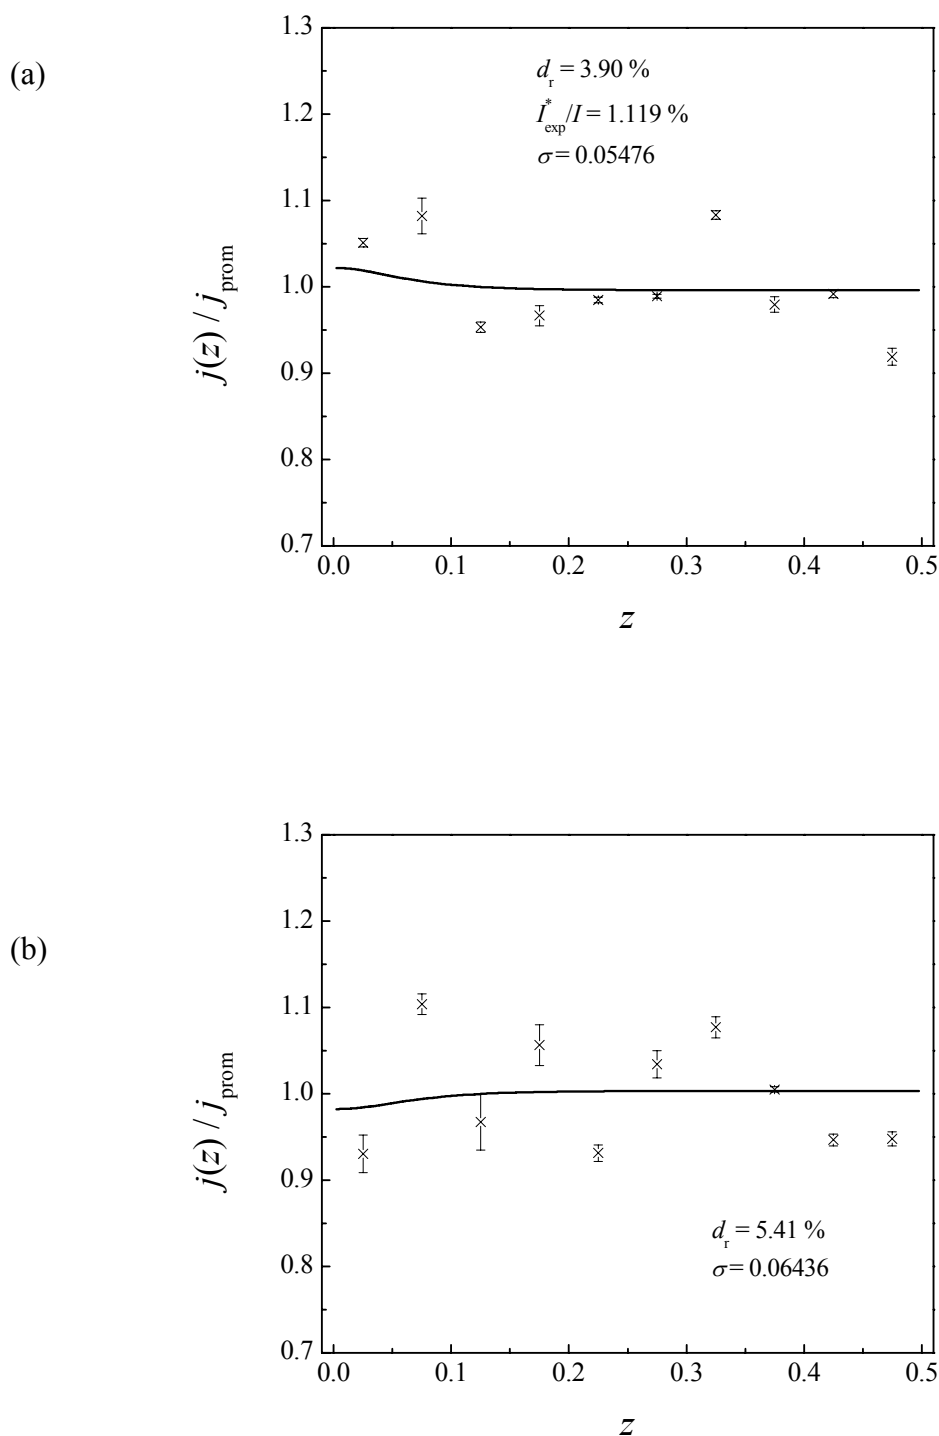 (a)
1.3
1.2
1.1
1.0
0.9
0.8
0.7
j(z) / j_prom
d_r = 3.90 %
I*_exp/I = 1.119 %
σ = 0.05476
0.0 0.1 0.2 0.3 0.4 0.5
z
(b)
1.3
1.2
1.1
1.0
0.9
0.8
0.7
j(z) / j_prom
d_r = 5.41 %
σ = 0.06436
0.0 0.1 0.2 0.3 0.4 0.5
z